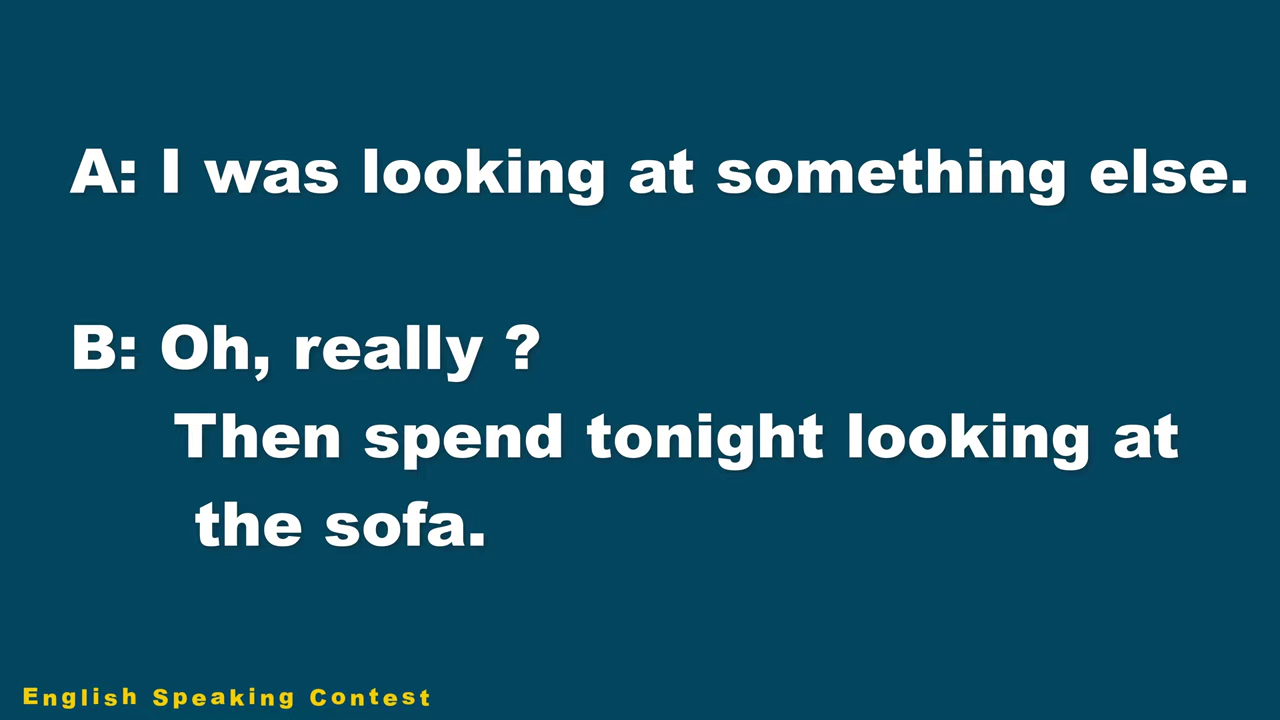 A: I was looking at something else.
B: Oh, really ?
Then spend tonight looking at
the sofa.
English Speaking Contest